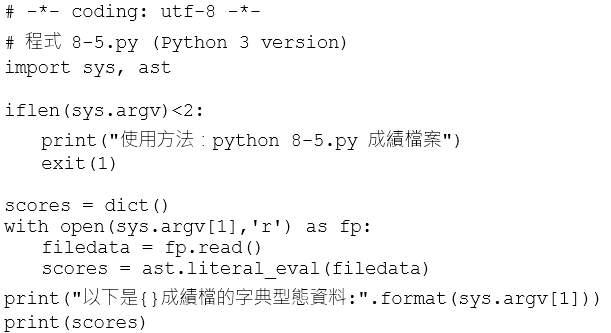 # -*- coding: utf-8 -*-
# 程式 8-5.py (Python 3 version)
import sys, ast
iflen(sys.argv)<2:
print("使用方法：python 8-5.py 成績檔案")
exit(1)
scores = dict()
with open(sys.argv[1],'r') as fp:
filedata = fp.read()
scores = ast.literal_eval(filedata)
print("以下是{}成績檔的字典型態資料:".format(sys.argv[1]))
print(scores)